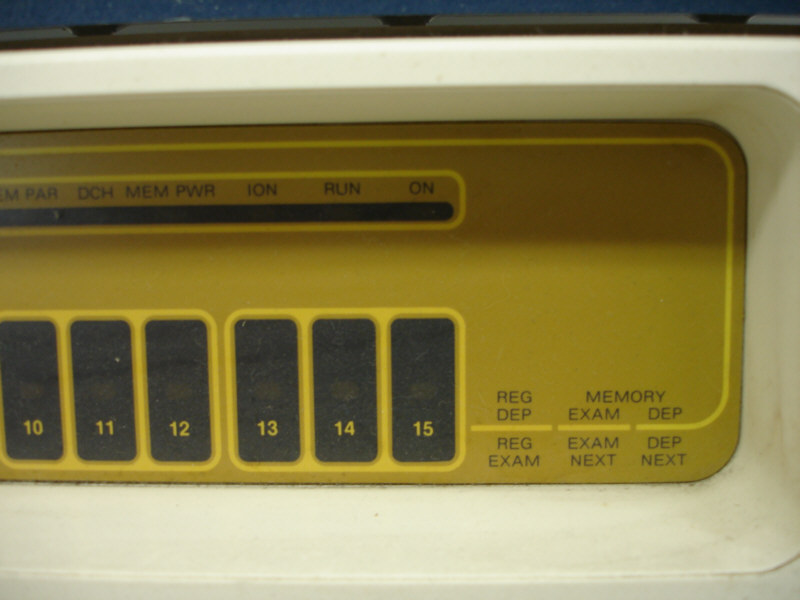 EM PAR DCH MEM PWR ION RUN ON
10 11 12 13 14 15
REG MEMORY
DEP EXAM DEP
REG EXAM DEP
EXAM NEXT NEXT